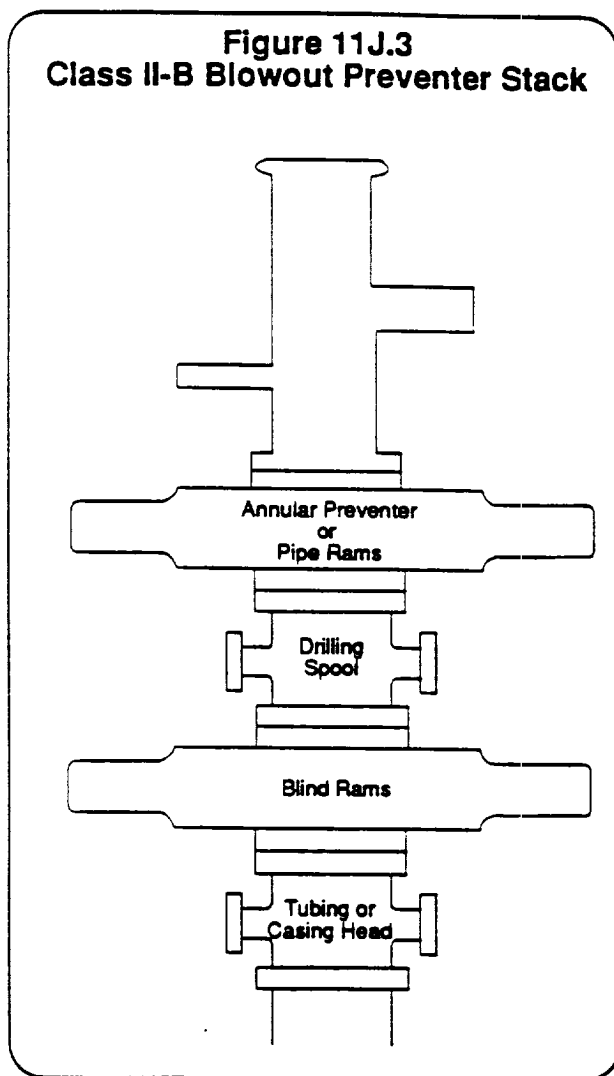 Figure 11J.3
Class II-B Blowout Preventer Stack
Annular Preventer
or
Pipe Rams
Drilling
Spool
Blind Rams
Tubing or
Casing Head